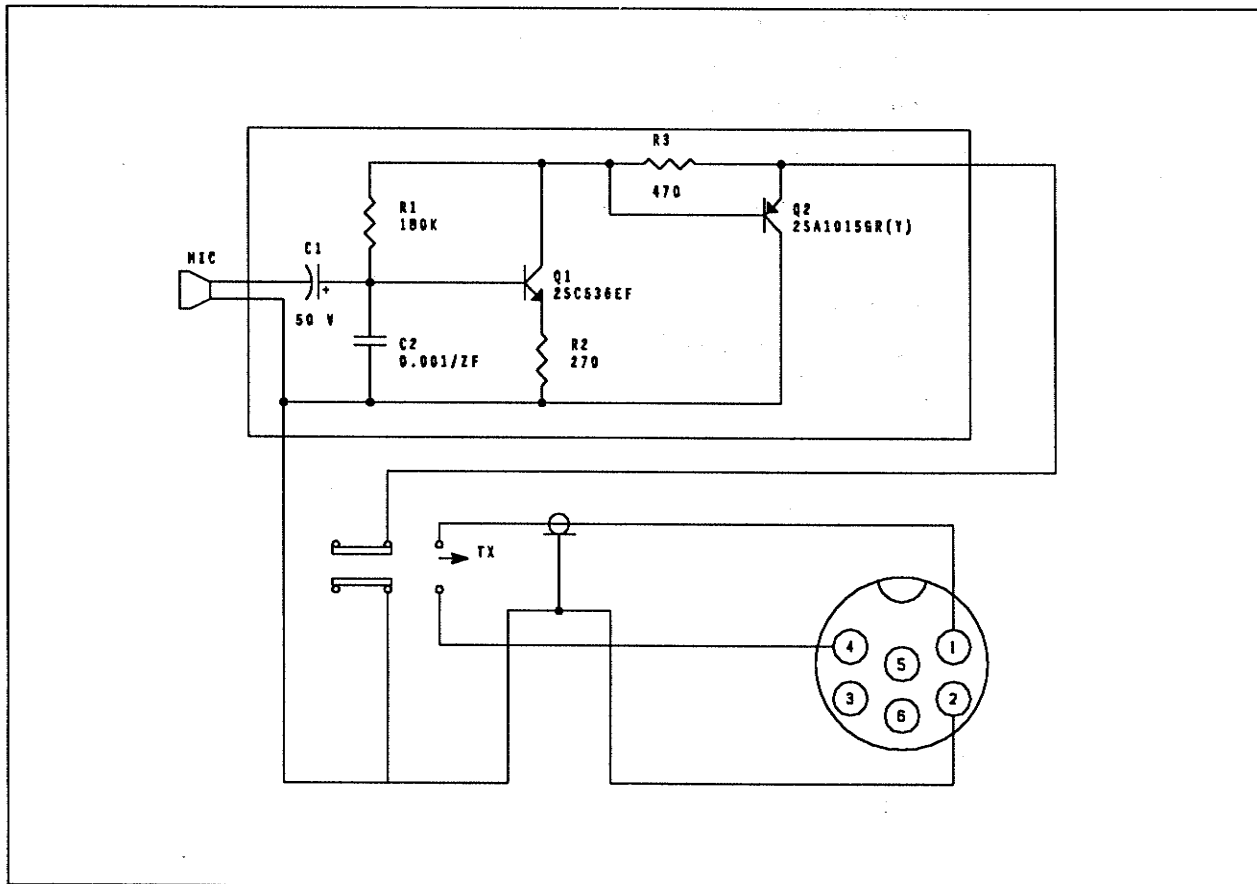 R3
470
R1
180K
Q2
2SA1015GR(Y)
MIC
C1
+
50 V
Q1
2SC536EF
C2
0.001/ZF
R2
270
TX
4
5
1
3
6
2